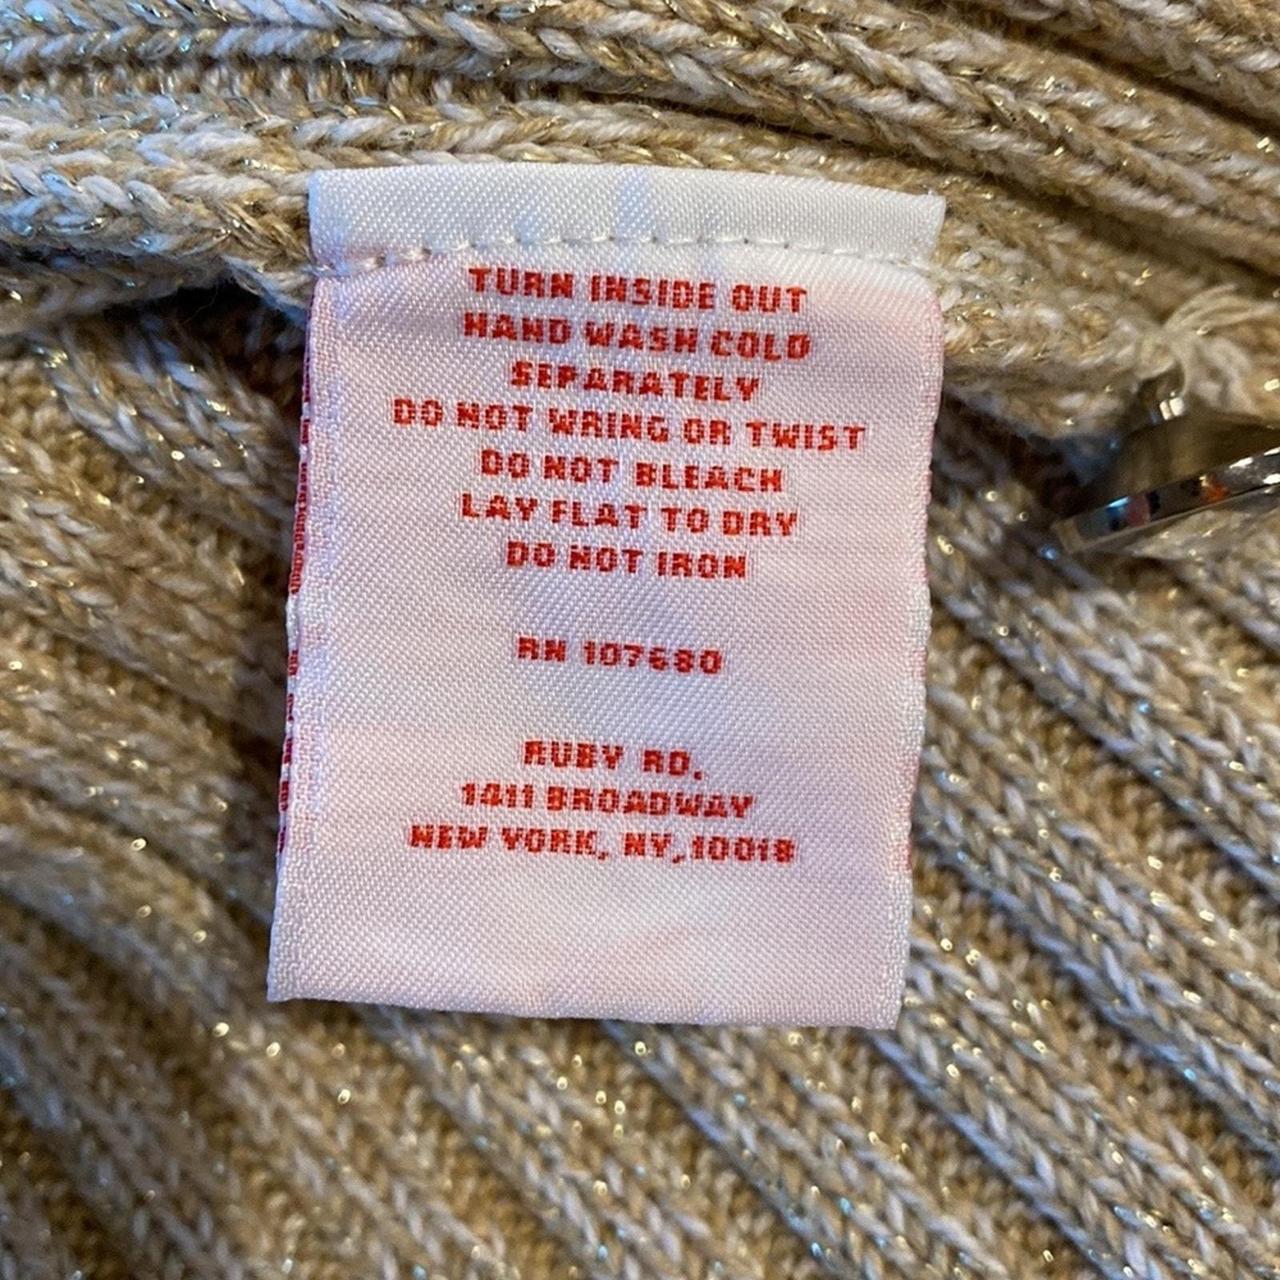 TURN INSIDE OUT
HAND WASH COLD
SEPARATELY
DO NOT WRING OR TWIST
DO NOT BLEACH
LAY FLAT TO DRY
DO NOT IRON
RN 107680
RUBY RD.
1411 BROADWAY
NEW YORK, NY, 10018